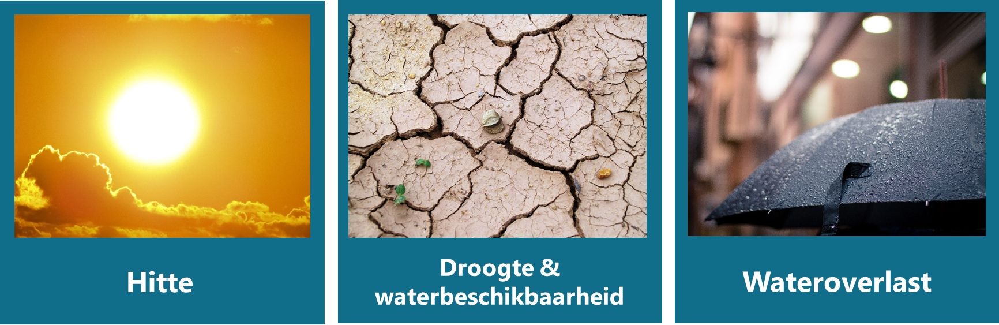 Hitte
Droogte &
waterbeschikbaarheid
Wateroverlast